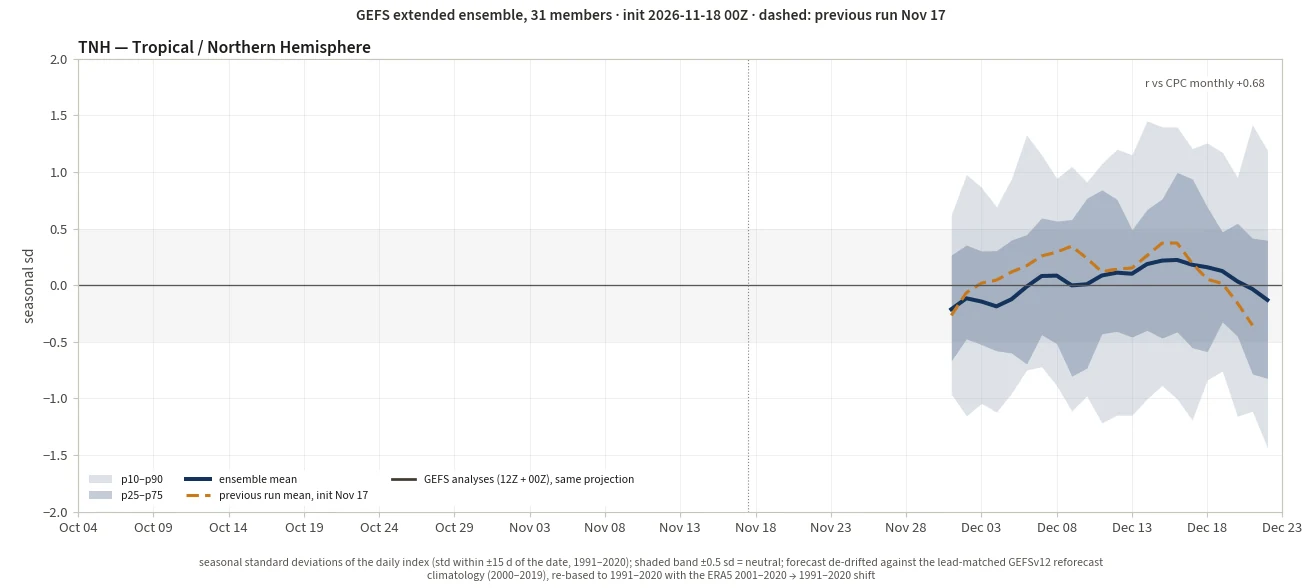 GEFS extended ensemble, 31 members · init 2026-11-18 00Z · dashed: previous run Nov 17
TNH — Tropical / Northern Hemisphere
r vs CPC monthly +0.68
seasonal sd
2.0
1.5
1.0
0.5
0.0
−0.5
−1.0
−1.5
−2.0
p10–p90
p25–p75
ensemble mean
previous run mean, init Nov 17
GEFS analyses (12Z + 00Z), same projection
Oct 04 Oct 09 Oct 14 Oct 19 Oct 24 Oct 29 Nov 03 Nov 08 Nov 13 Nov 18 Nov 23 Nov 28 Dec 03 Dec 08 Dec 13 Dec 18 Dec 23
seasonal standard deviations of the daily index (std within ±15 d of the date, 1991–2020); shaded band ±0.5 sd = neutral; forecast de-drifted against the lead-matched GEFSv12 reforecast
climatology (2000–2019), re-based to 1991–2020 with the ERA5 2001–2020 → 1991–2020 shift